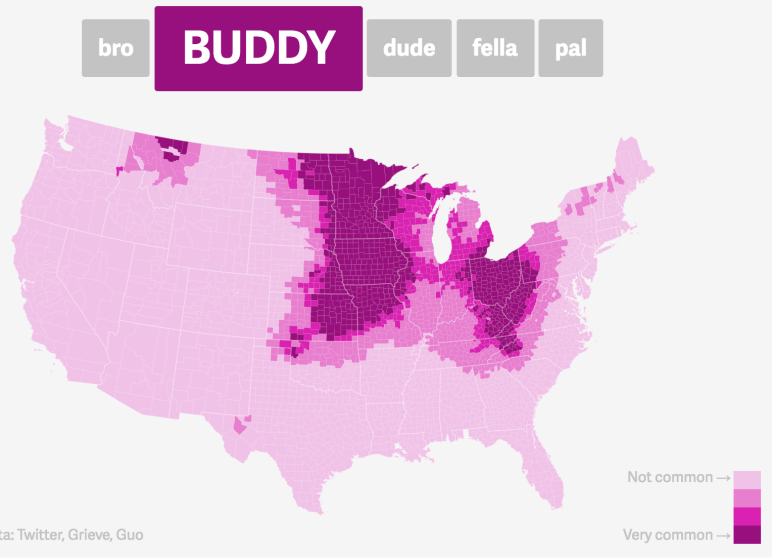 bro
BUDDY
dude
fella
pal
Not common →
Very common →
ta: Twitter, Grieve, Guo